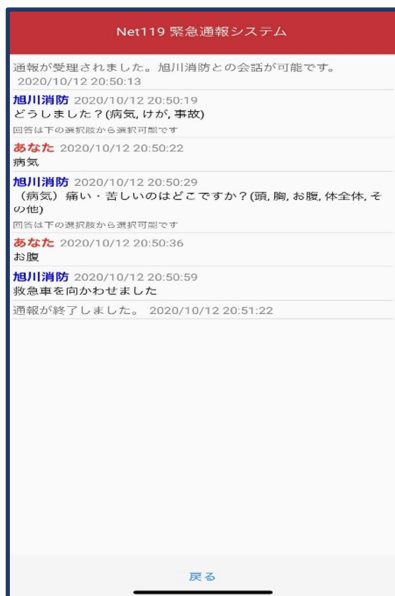 Net119 緊急通報システム
通報が受理されました。旭川消防との会話が可能です。
2020/10/12 20:50:13
旭川消防 2020/10/12 20:50:19
どうしました？(病気, けが, 事故)
回答は下の選択肢から選択可能です
あなた 2020/10/12 20:50:22
病気
旭川消防 2020/10/12 20:50:29
（病気）痛い・苦しいのはどこですか？(頭, 胸, お腹, 体全体, そ
の他)
回答は下の選択肢から選択可能です
あなた 2020/10/12 20:50:36
お腹
旭川消防 2020/10/12 20:50:59
救急車を向かわせました
通報が終了しました。 2020/10/12 20:51:22
戻る